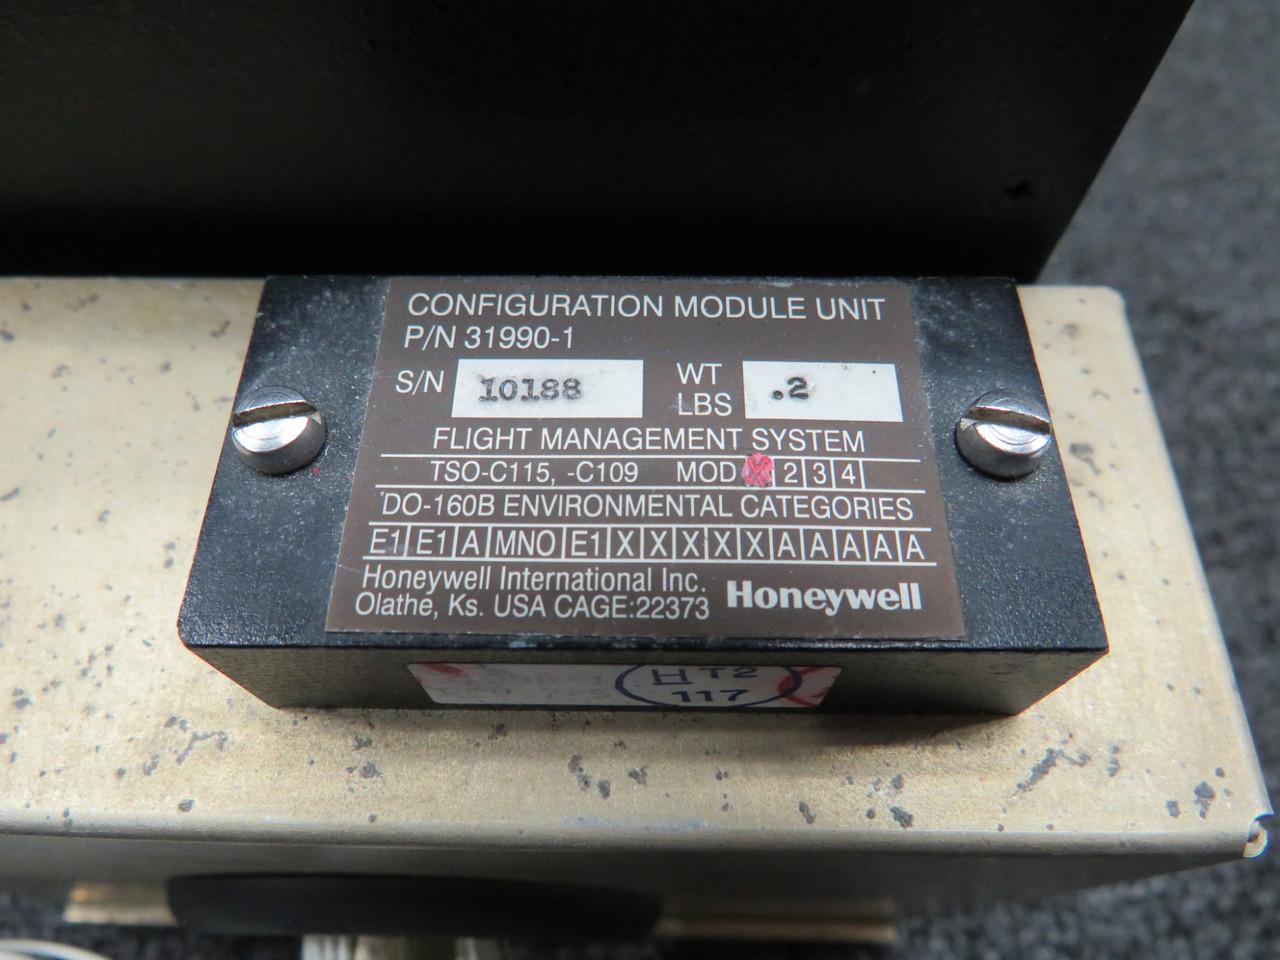 CONFIGURATION MODULE UNIT
P/N 31990-1
S/N 10188 WT LBS .2
FLIGHT MANAGEMENT SYSTEM
TSO-C115, -C109 MOD 2 3 4
DO-160B ENVIRONMENTAL CATEGORIES
E1 E1 A MNO E1 X X X X X A A A A A
Honeywell International Inc.
Olathe, Ks. USA CAGE:22373
Honeywell
H T2
117